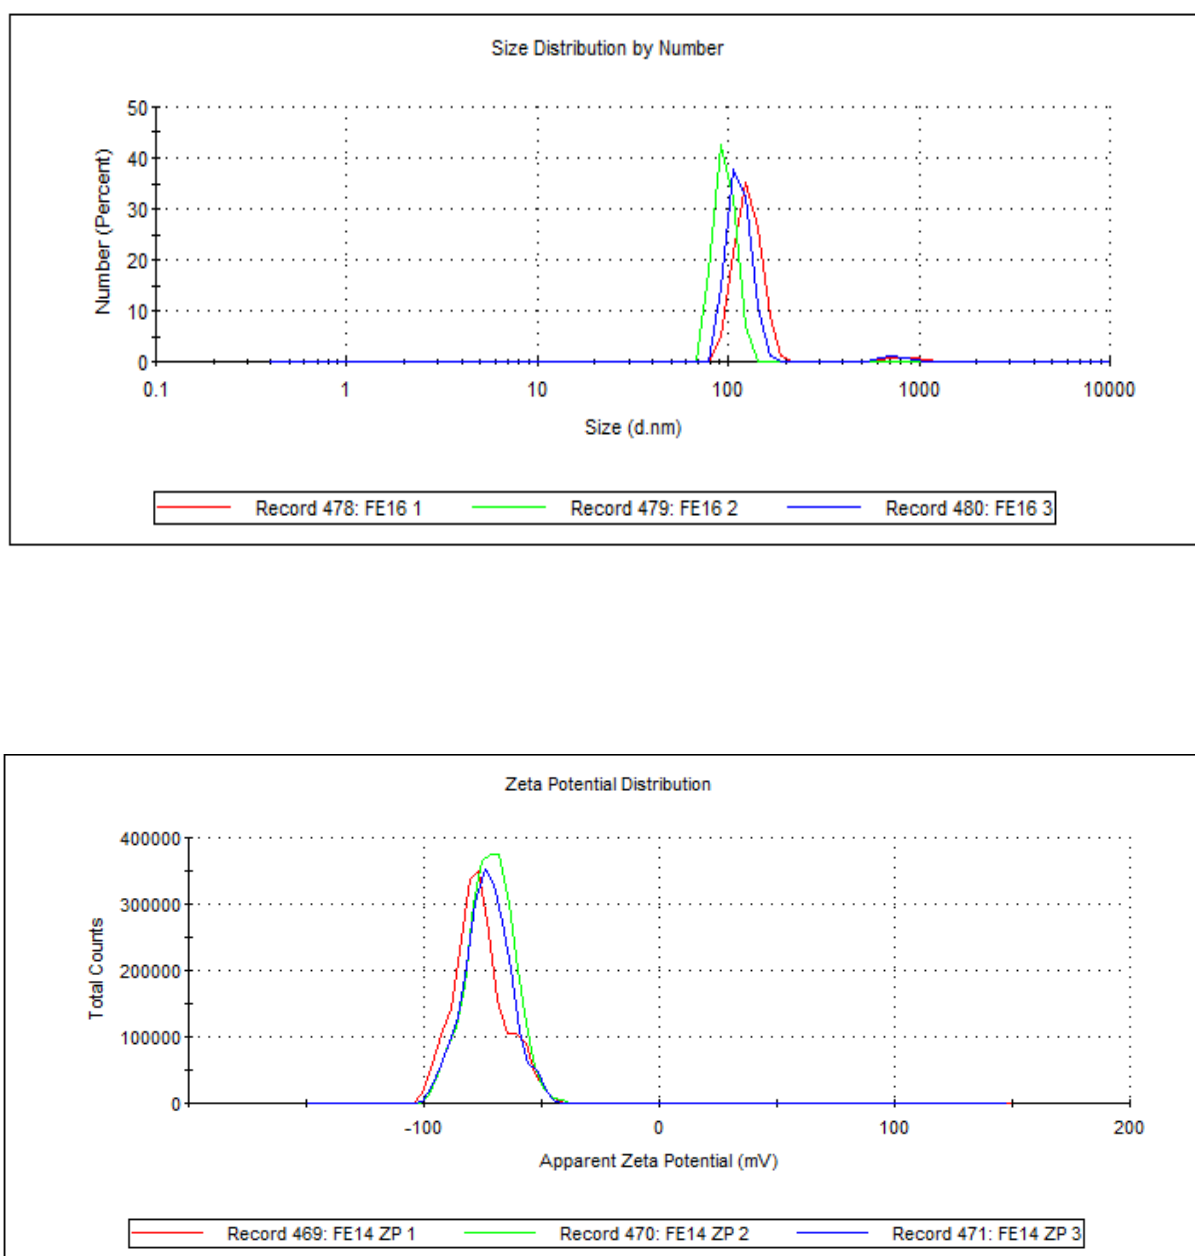 Size Distribution by Number
50
40
30
20
10
0
Number (Percent)
0.1 1 10 100 1000 10000
Size (d.nm)
Record 478: FE16 1 Record 479: FE16 2 Record 480: FE16 3
Zeta Potential Distribution
400000
300000
200000
100000
0
Total Counts
-100 0 100 200
Apparent Zeta Potential (mV)
Record 469: FE14 ZP 1 Record 470: FE14 ZP 2 Record 471: FE14 ZP 3